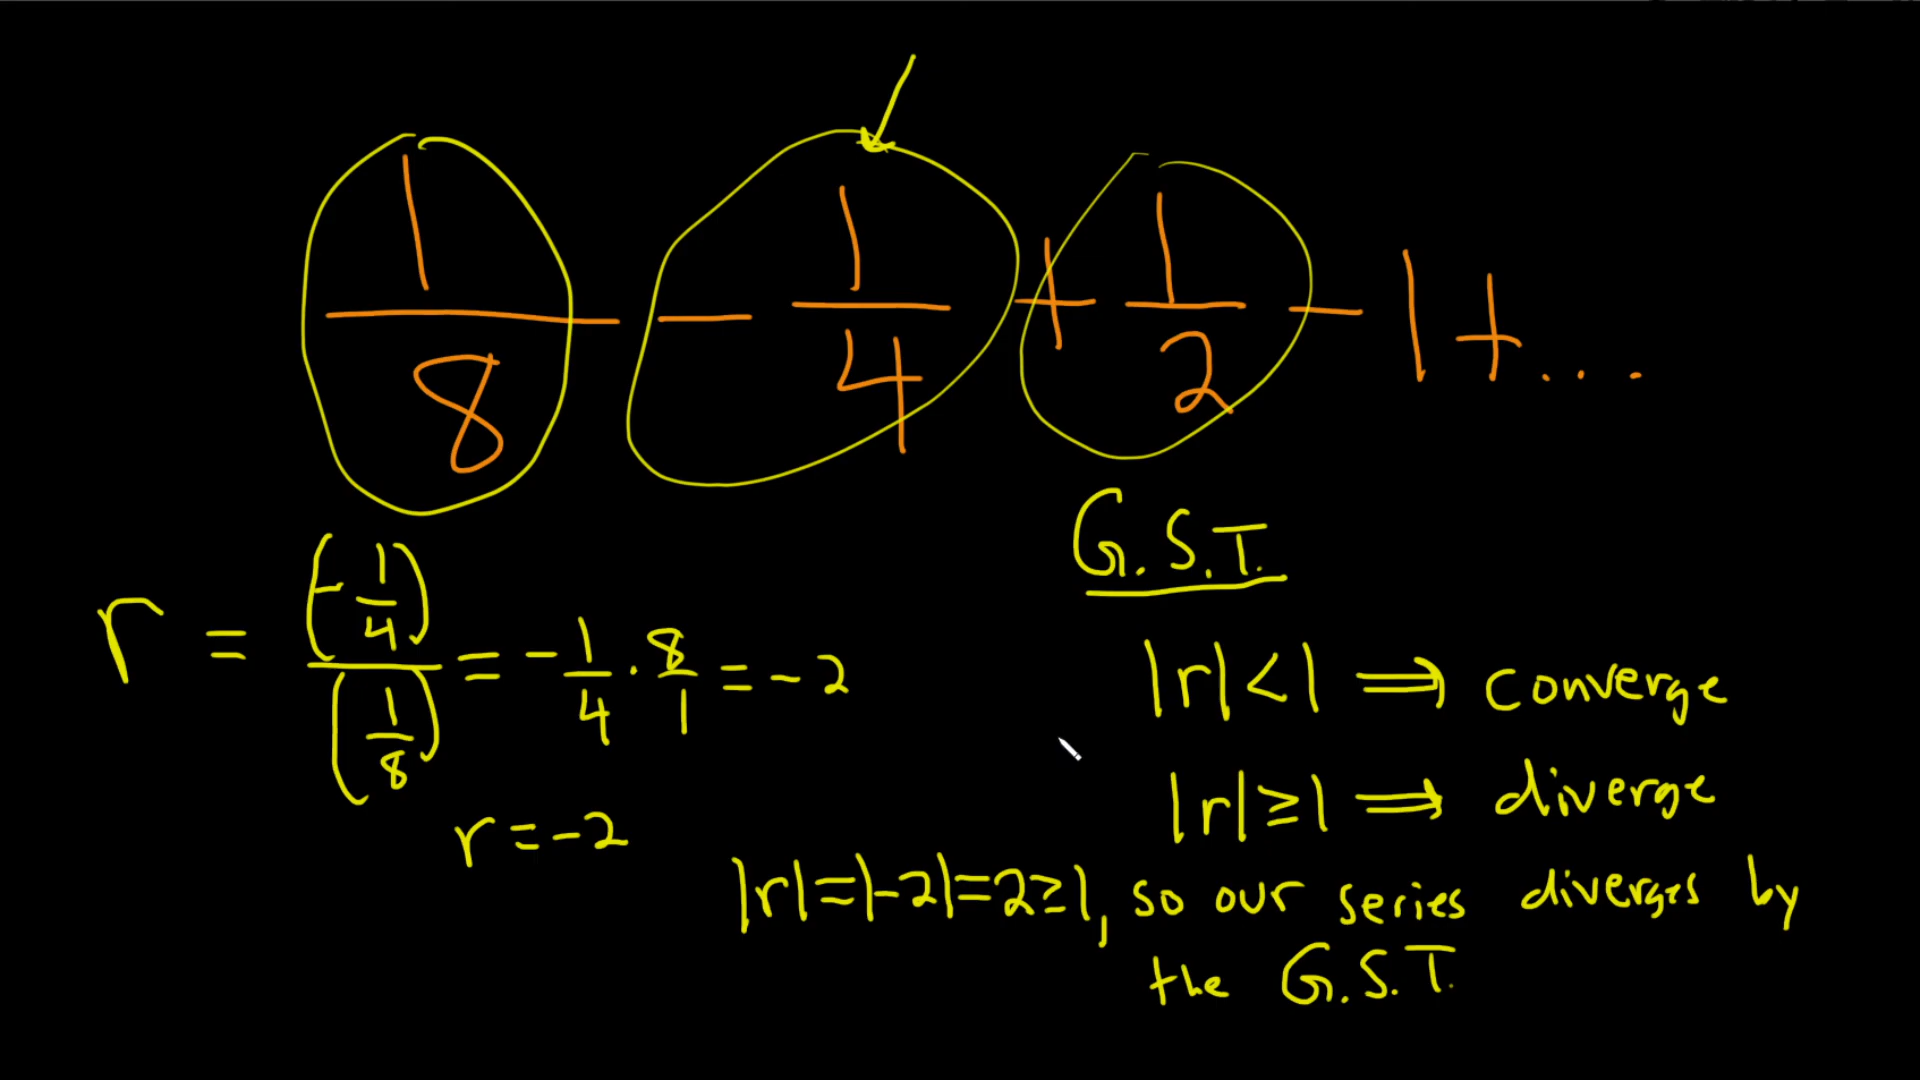 1/8 - 1/4 + 1/2 - 1 + ...
G.S.T.
r = (-1/4)/(1/8) = -1/4 · 8/1 = -2
|r| < 1 ⟹ converge
|r| ≥ 1 ⟹ diverge
r = -2
|r| = |-2| = 2 ≥ 1, so our series diverges by
the G.S.T.